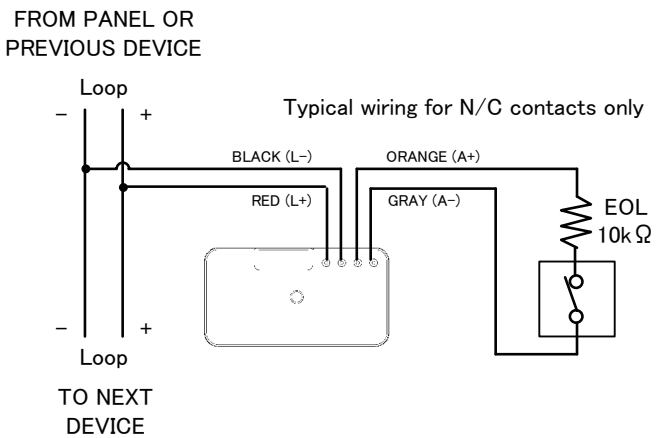 FROM PANEL OR
PREVIOUS DEVICE
Loop
− +
Typical wiring for N/C contacts only
BLACK (L−)
ORANGE (A+)
RED (L+)
GRAY (A−)
EOL
10kΩ
− +
Loop
TO NEXT
DEVICE